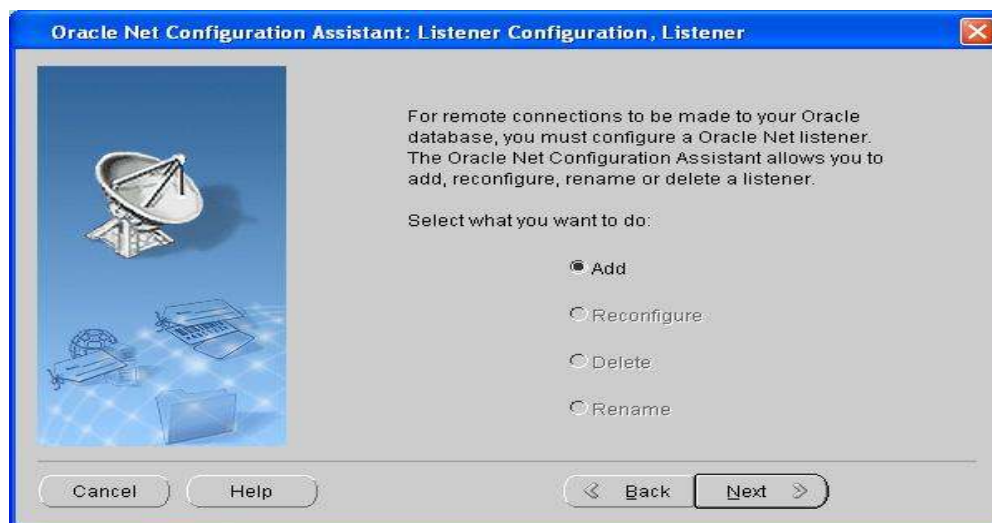 Oracle Net Configuration Assistant: Listener Configuration, Listener
For remote connections to be made to your Oracle
database, you must configure a Oracle Net listener.
The Oracle Net Configuration Assistant allows you to
add, reconfigure, rename or delete a listener.
Select what you want to do:
Add
Reconfigure
Delete
Rename
Cancel
Help
Back
Next